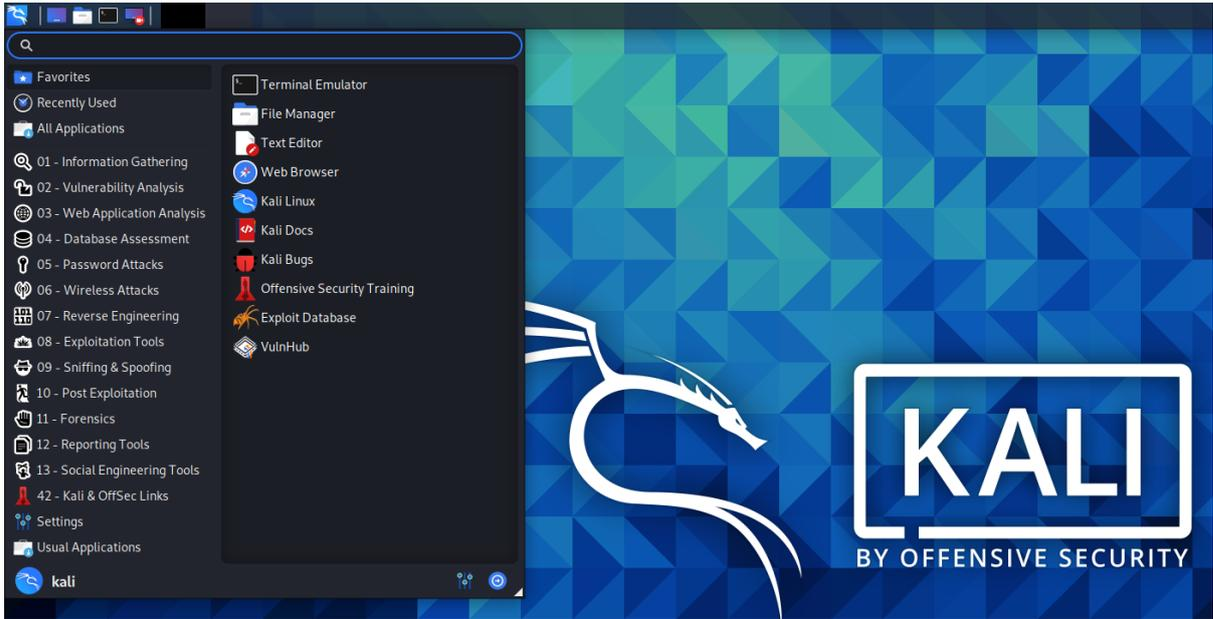 Favorites
Recently Used
All Applications
01 - Information Gathering
02 - Vulnerability Analysis
03 - Web Application Analysis
04 - Database Assessment
05 - Password Attacks
06 - Wireless Attacks
07 - Reverse Engineering
08 - Exploitation Tools
09 - Sniffing & Spoofing
10 - Post Exploitation
11 - Forensics
12 - Reporting Tools
13 - Social Engineering Tools
42 - Kali & OffSec Links
Settings
Usual Applications
kali
Terminal Emulator
File Manager
Text Editor
Web Browser
Kali Linux
Kali Docs
Kali Bugs
Offensive Security Training
Exploit Database
VulnHub
KALI
BY OFFENSIVE SECURITY